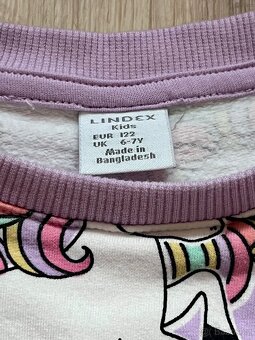 LINDEX
Kids
EUR 122
UK 6-7Y
Made in
Bangladesh